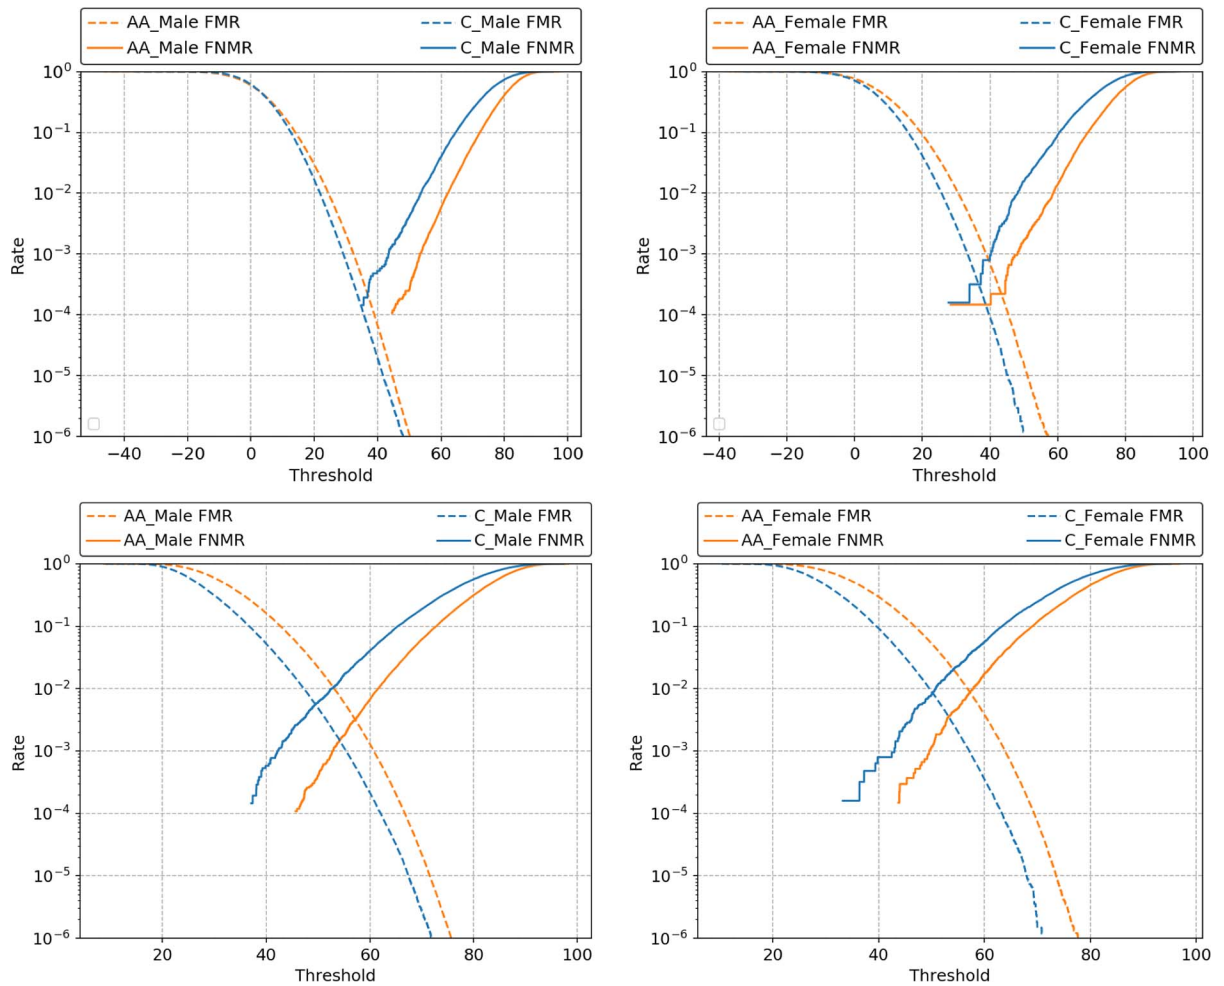 AA_Male FMR C_Male FMR
AA_Male FNMR C_Male FNMR
10^0
10^-1
10^-2
10^-3
10^-4
10^-5
10^-6
Rate
−40 −20 0 20 40 60 80 100
Threshold
AA_Female FMR C_Female FMR
AA_Female FNMR C_Female FNMR
10^0
10^-1
10^-2
10^-3
10^-4
10^-5
10^-6
Rate
−40 −20 0 20 40 60 80 100
Threshold
AA_Male FMR C_Male FMR
AA_Male FNMR C_Male FNMR
10^0
10^-1
10^-2
10^-3
10^-4
10^-5
10^-6
Rate
20 40 60 80 100
Threshold
AA_Female FMR C_Female FMR
AA_Female FNMR C_Female FNMR
10^0
10^-1
10^-2
10^-3
10^-4
10^-5
10^-6
Rate
20 40 60 80 100
Threshold